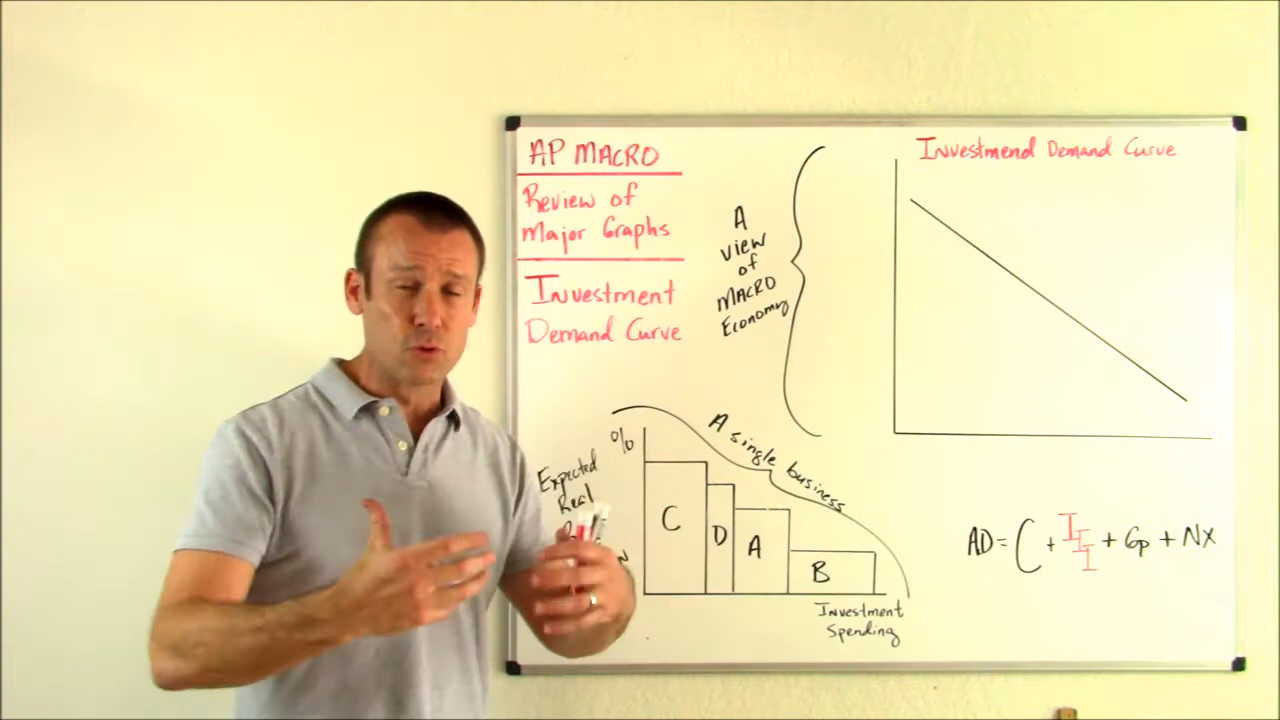 AP MACRO
Review of
Major Graphs
Investment
Demand Curve
A
view
of
MACRO
Economy
Investmend Demand Curve
A single business
%
Expected
Real
C
D
A
B
Investment
Spending
AD = C + I I I + Gp + Nx